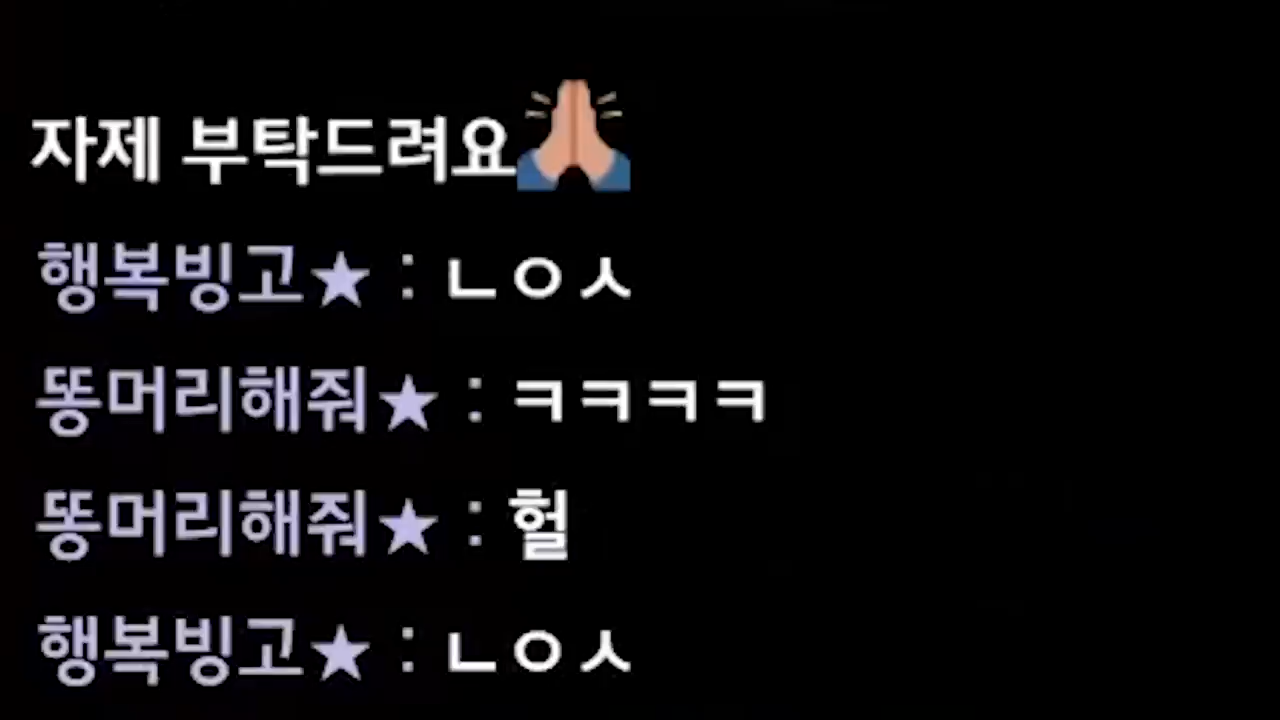 자제 부탁드려요🙏
행복빙고★ : ㄴㅇㅅ
똥머리해줘★ : ㅋㅋㅋㅋ
똥머리해줘★ : 헐
행복빙고★ : ㄴㅇㅅ